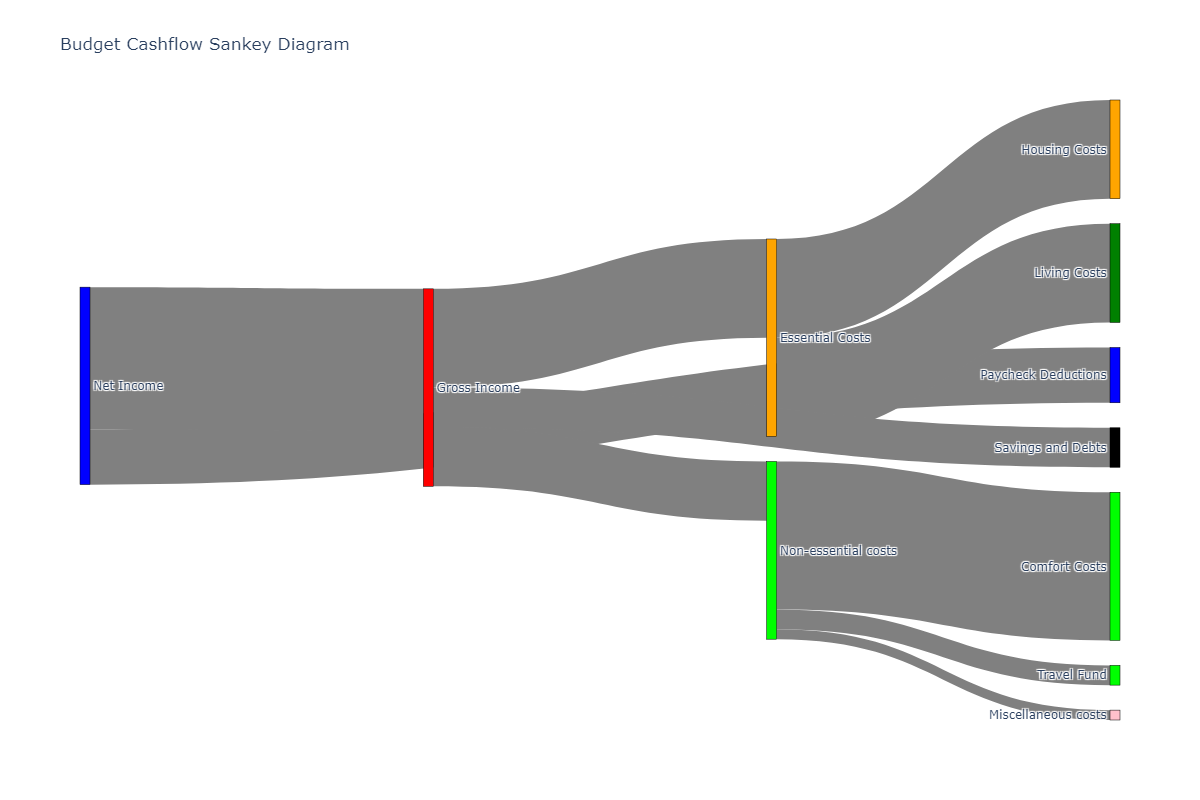 Budget Cashflow Sankey Diagram
Housing Costs
Living Costs
Essential Costs
Paycheck Deductions
Net Income
Gross Income
Savings and Debts
Non-essential costs
Comfort Costs
Travel Fund
Miscellaneous costs